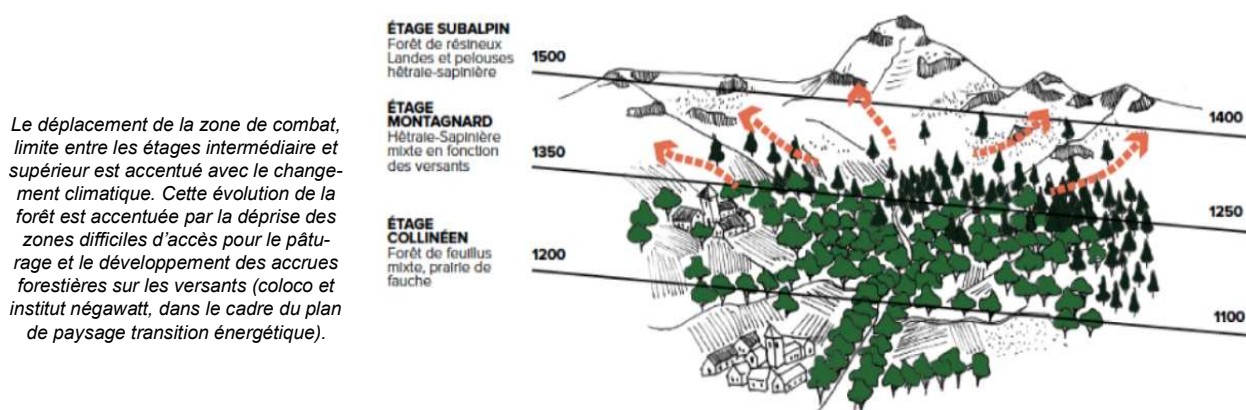 Le déplacement de la zone de combat,
limite entre les étages intermédiaire et
supérieur est accentué avec le change-
ment climatique. Cette évolution de la
forêt est accentuée par la déprise des
zones difficiles d’accès pour le pâtu-
rage et le développement des accrues
forestières sur les versants (coloco et
institut négawatt, dans le cadre du plan
de paysage transition énergétique).
ÉTAGE SUBALPIN
Forêt de résineux
Landes et pelouses
hêtraie-sapinière
1500
1400
ÉTAGE
MONTAGNARD
Hêtraie-Sapinière
mixte en fonction
des versants
1350
1250
ÉTAGE
COLLINÉEN
Forêt de feuillus
mixte, prairie de
fauche
1200
1100